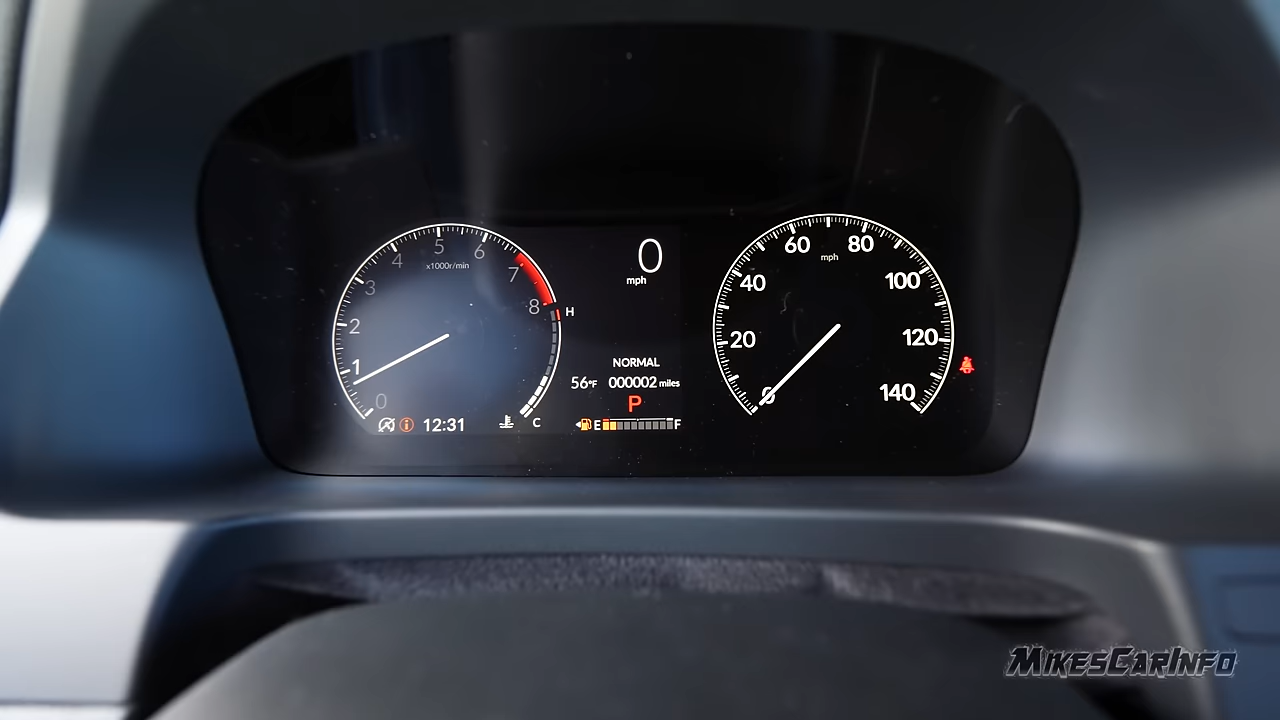 0 1 2 3 4 5 6 7 8
x1000r/min
H
C
12:31
0
mph
NORMAL
56°F 000002 miles
P
E F
0 20 40 60 80 100 120 140
mph
MIKESCARINFO